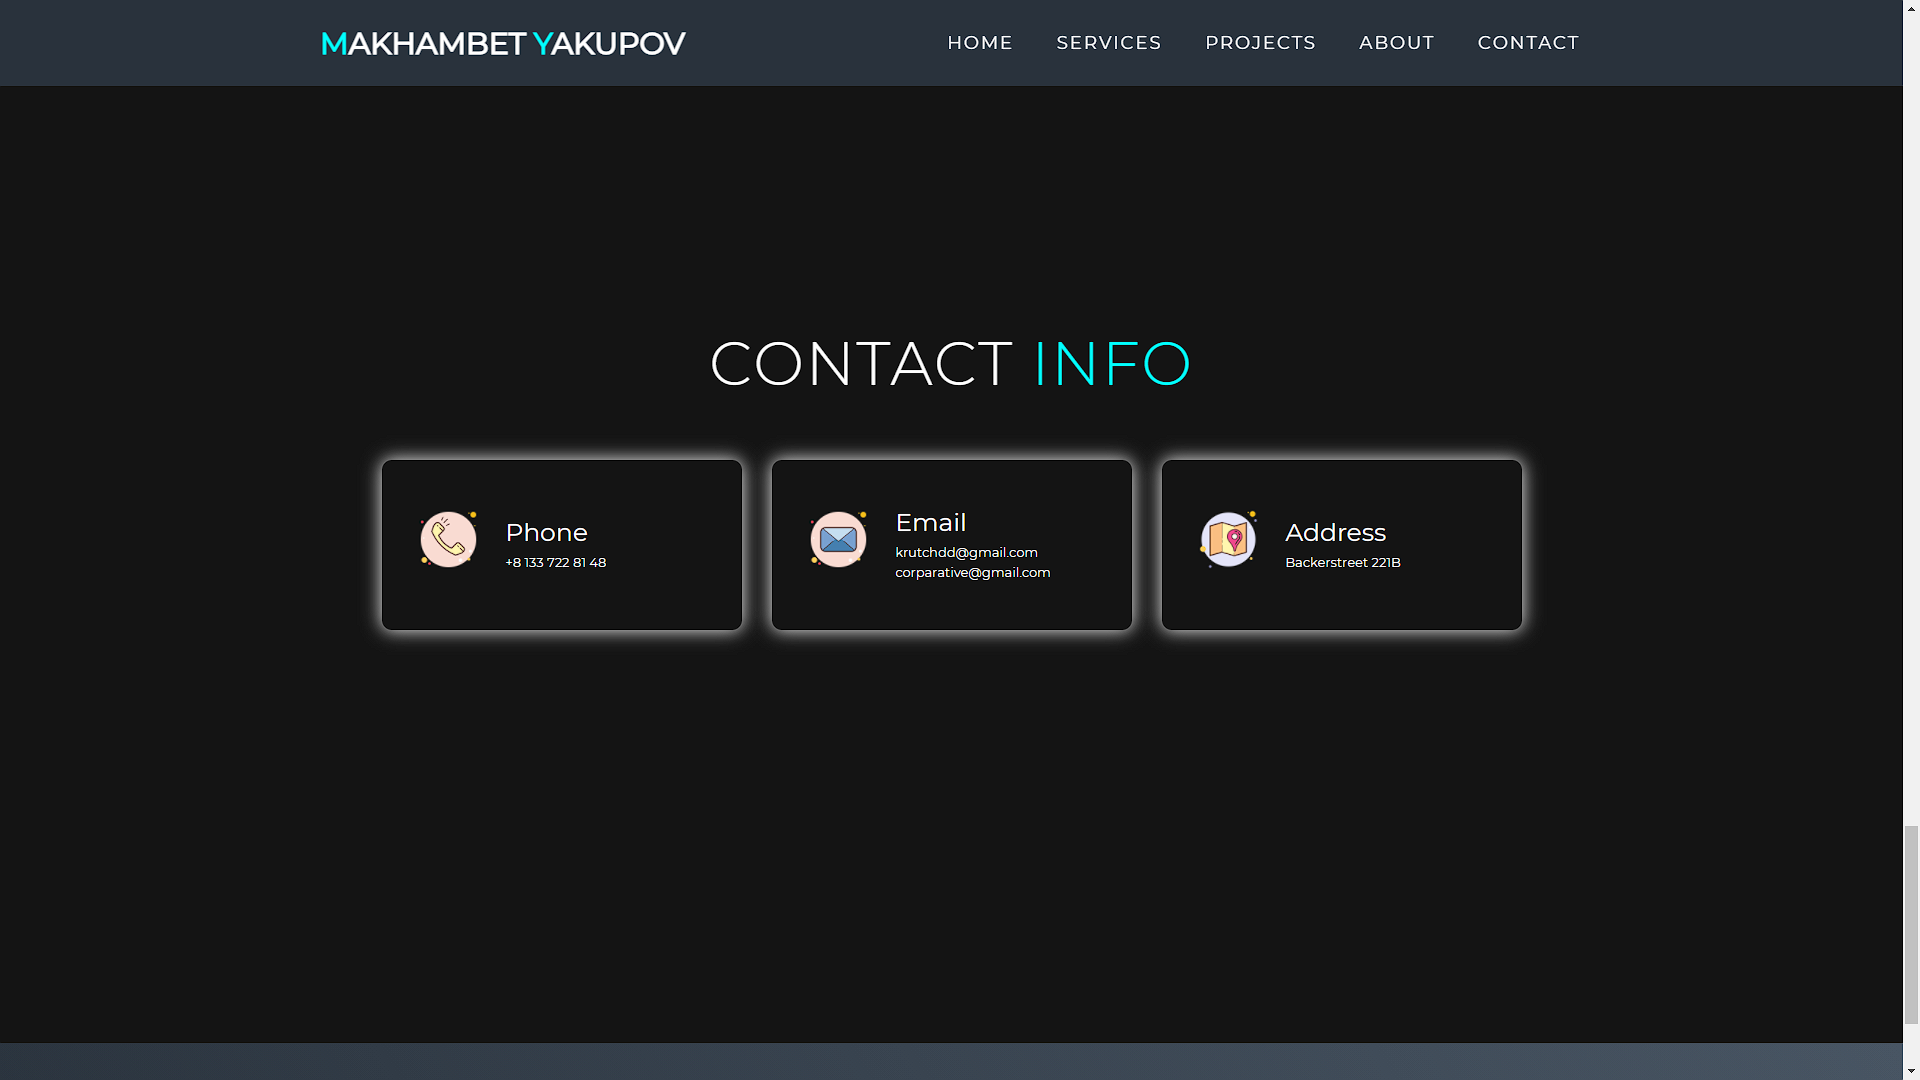 MAKHAMBET YAKUPOV
HOME SERVICES PROJECTS ABOUT CONTACT
CONTACT INFO
Phone
+8 133 722 81 48
Email
krutchdd@gmail.com
corparative@gmail.com
Address
Backerstreet 221B